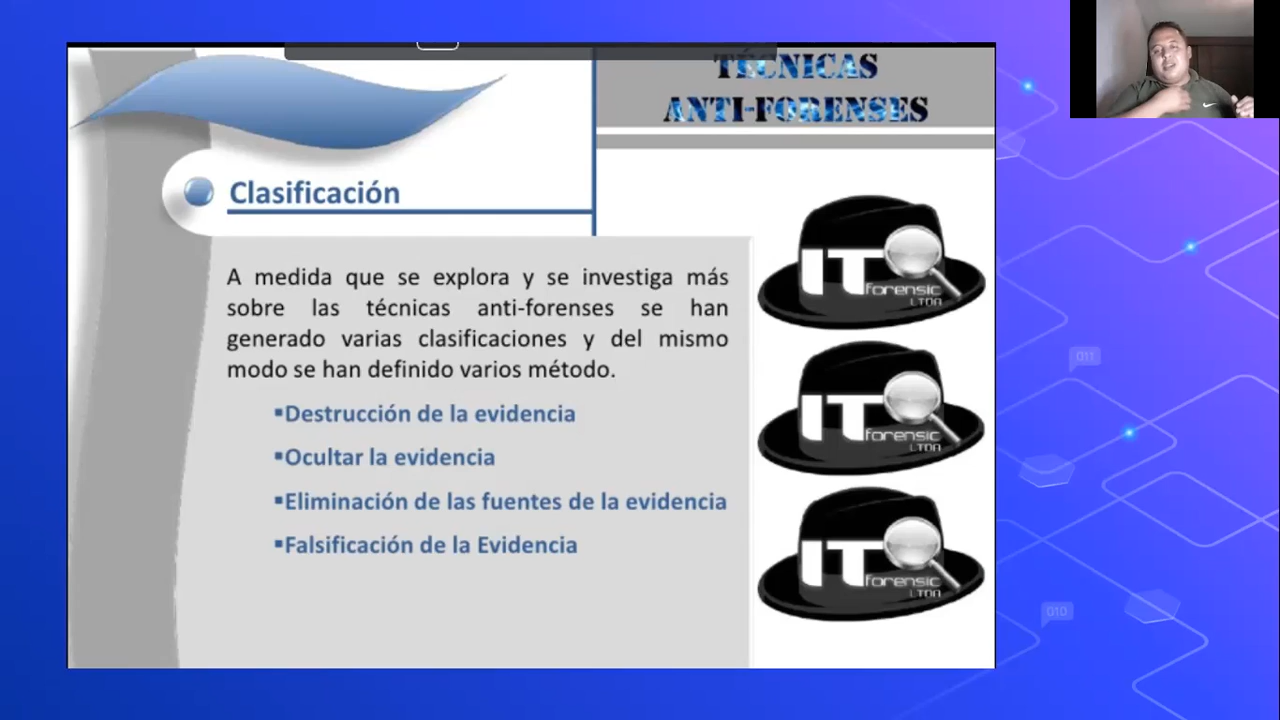 TÉCNICAS
ANTI-FORENSES
Clasificación
A medida que se explora y se investiga más
sobre las técnicas anti-forenses se han
generado varias clasificaciones y del mismo
modo se han definido varios método.
▪Destrucción de la evidencia
▪Ocultar la evidencia
▪Eliminación de las fuentes de la evidencia
▪Falsificación de la Evidencia
IT
forensic
LTDA
IT
forensic
LTDA
IT
forensic
LTDA
011
010